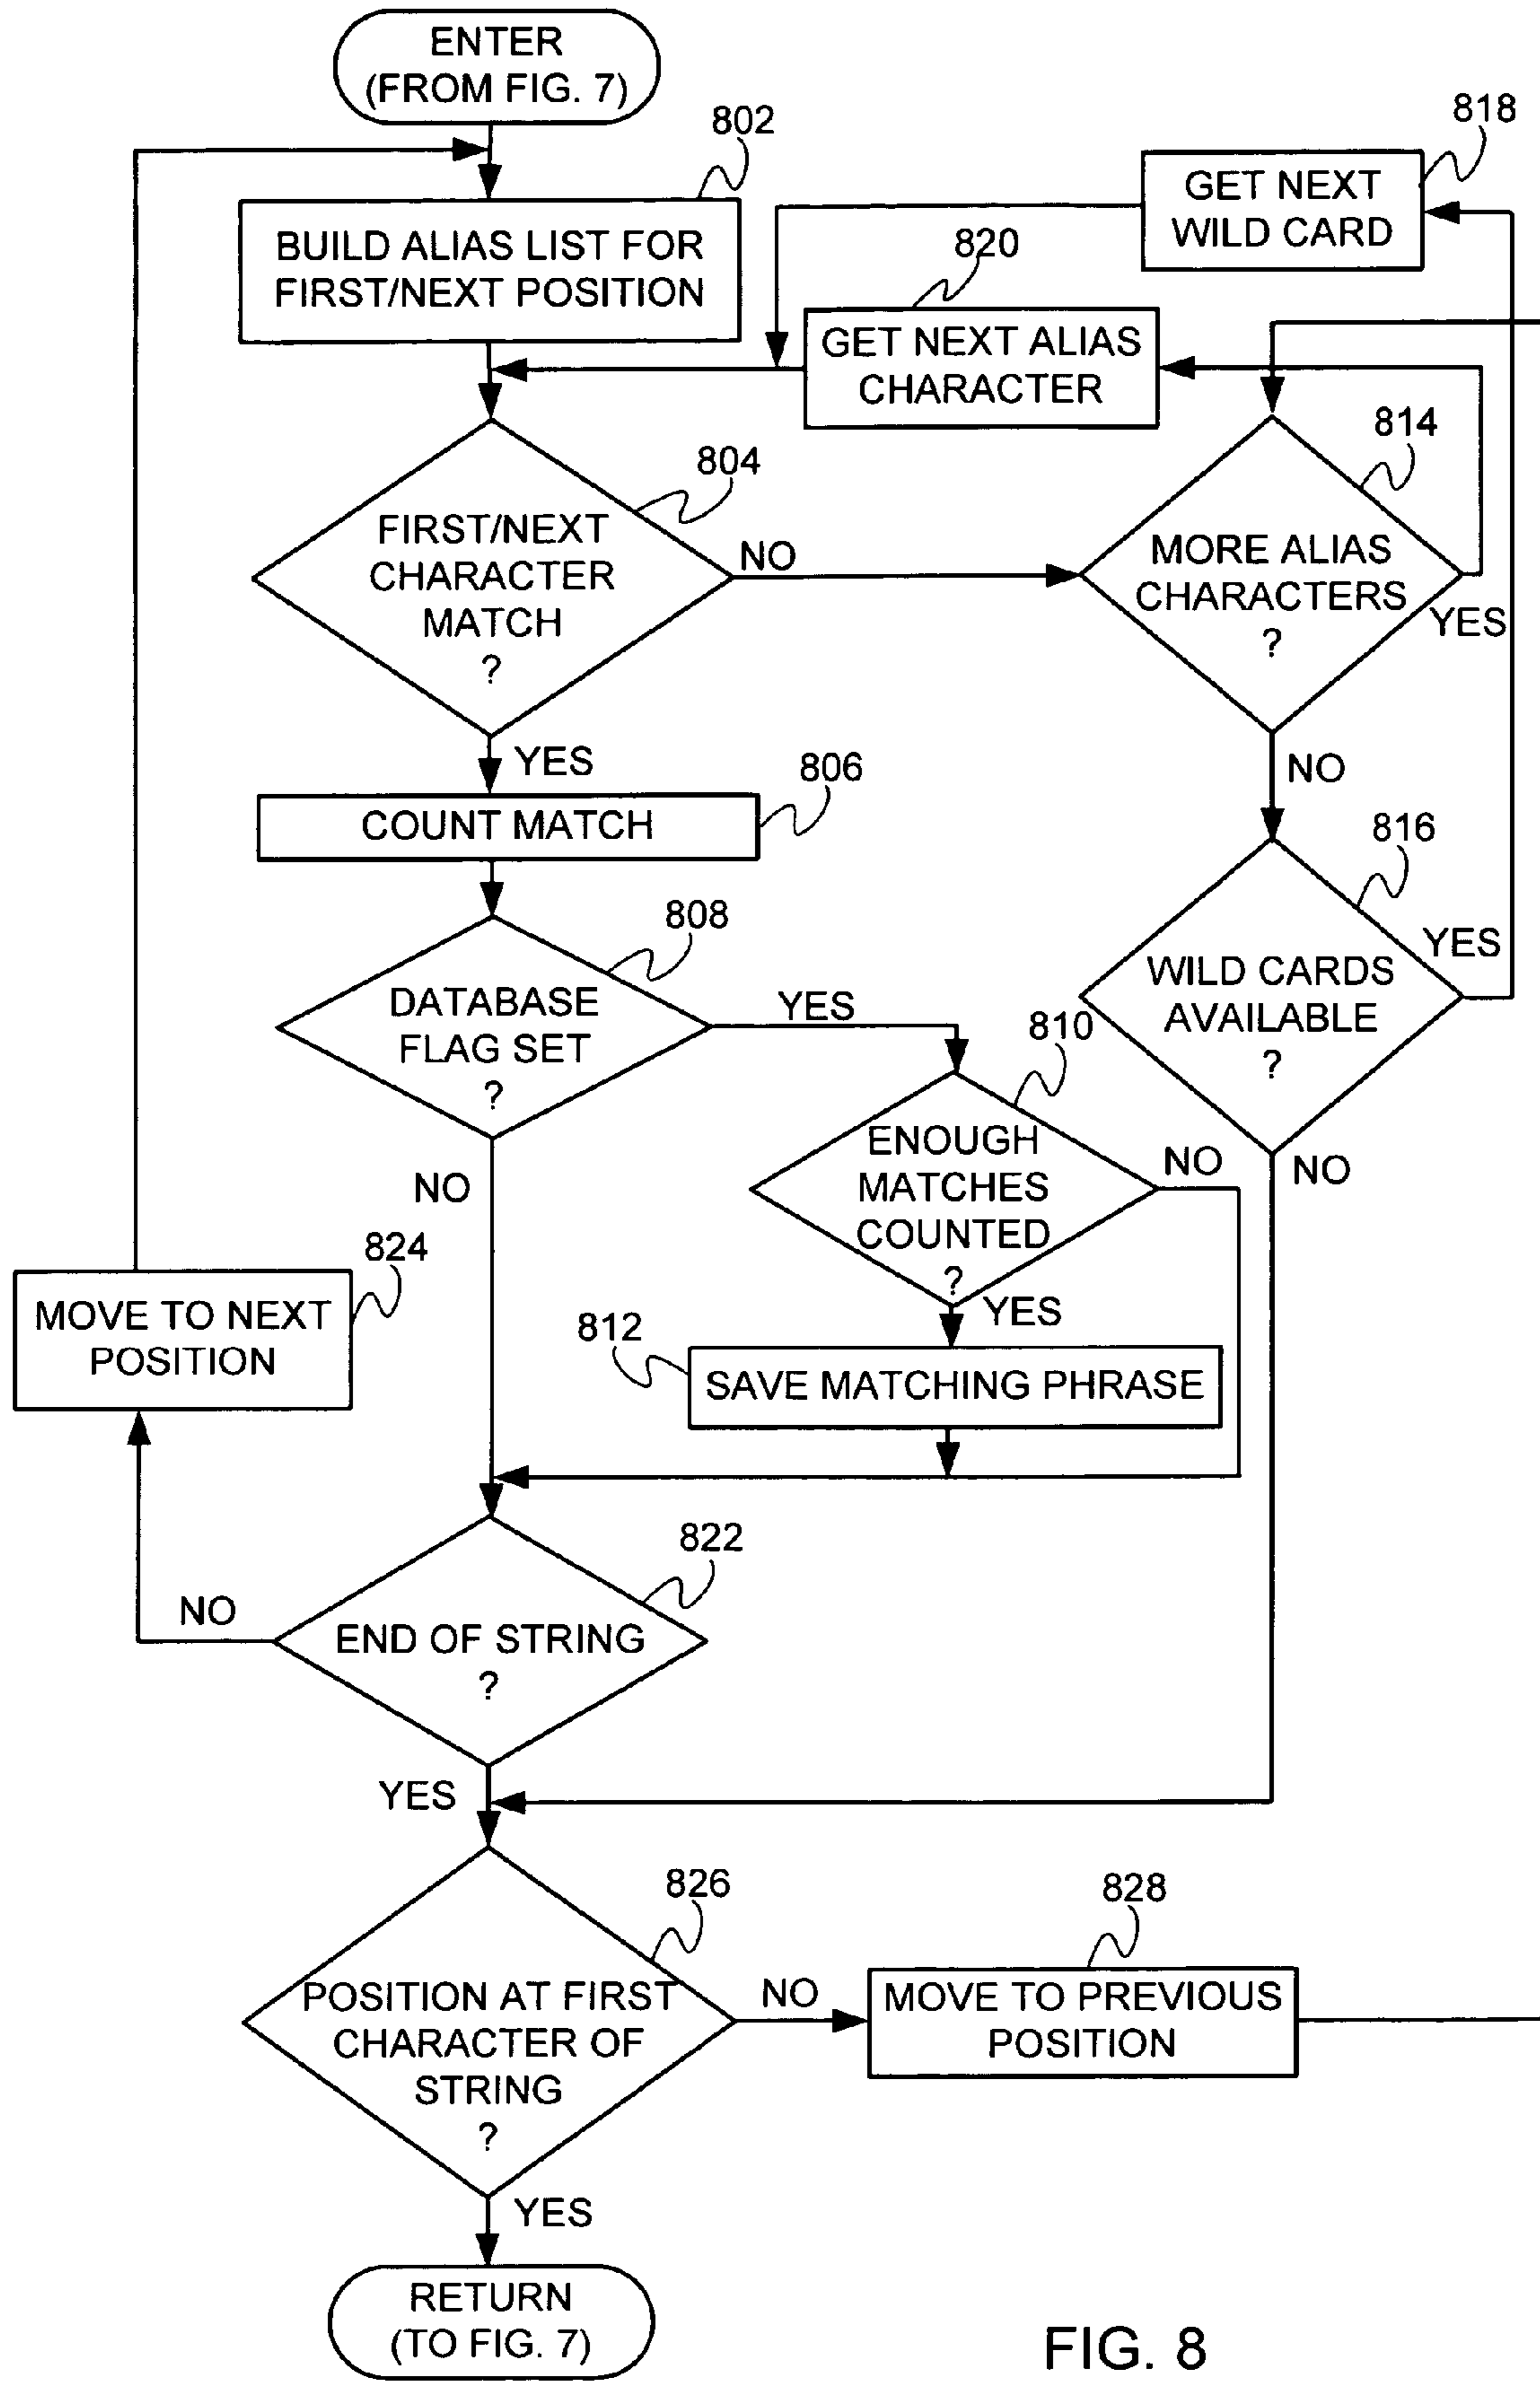 ENTER
(FROM FIG. 7)
802
BUILD ALIAS LIST FOR
FIRST/NEXT POSITION
818
GET NEXT
WILD CARD
820
GET NEXT ALIAS
CHARACTER
804
FIRST/NEXT
CHARACTER
MATCH
?
NO
814
MORE ALIAS
CHARACTERS
?
YES
YES
NO
806
COUNT MATCH
816
WILD CARDS
AVAILABLE
?
YES
NO
808
DATABASE
FLAG SET
?
YES
NO
810
ENOUGH
MATCHES
COUNTED
?
NO
YES
812
SAVE MATCHING PHRASE
824
MOVE TO NEXT
POSITION
822
END OF STRING
?
NO
YES
826
POSITION AT FIRST
CHARACTER OF
STRING
?
NO
828
MOVE TO PREVIOUS
POSITION
YES
RETURN
(TO FIG. 7)
FIG. 8